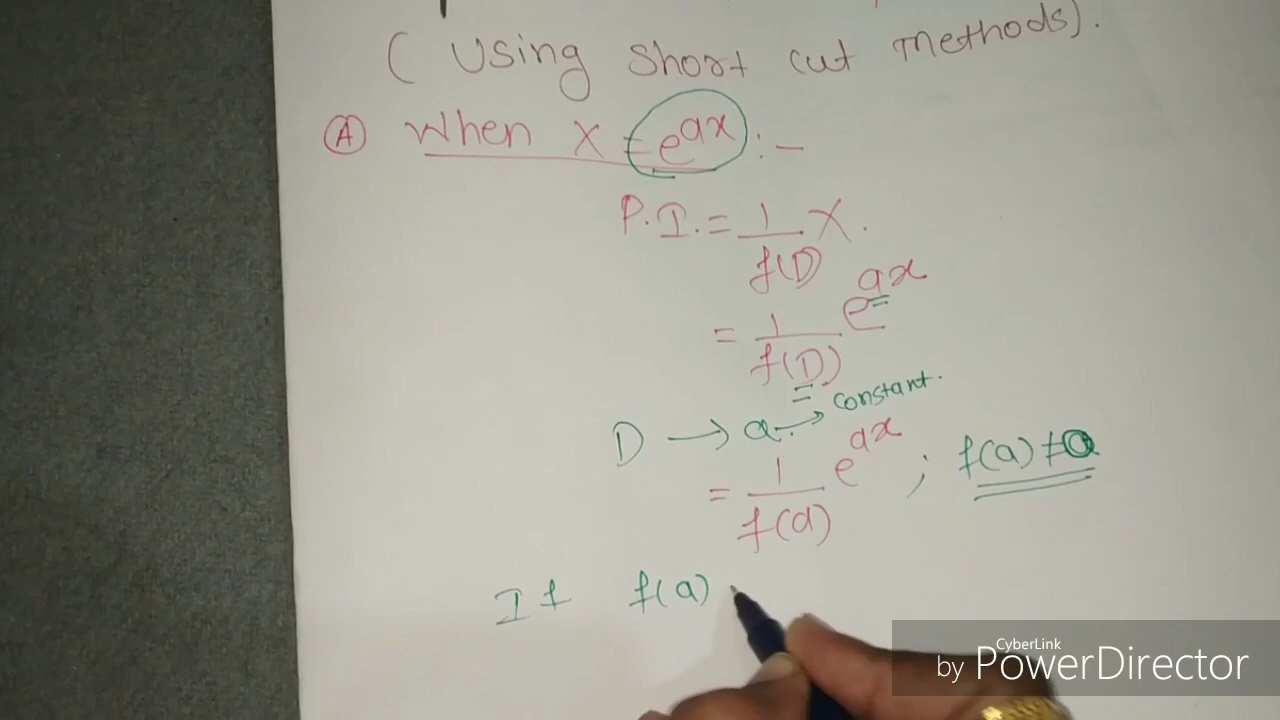 ( Using Short cut methods).
Ⓐ When X = e^ax : -
P.I. = 1/f(D) X.
= 1/f(D) e^ax
D → a. → constant.
= 1/f(a) e^ax ; f(a) ≠ 0
If f(a)
CyberLink
by PowerDirector